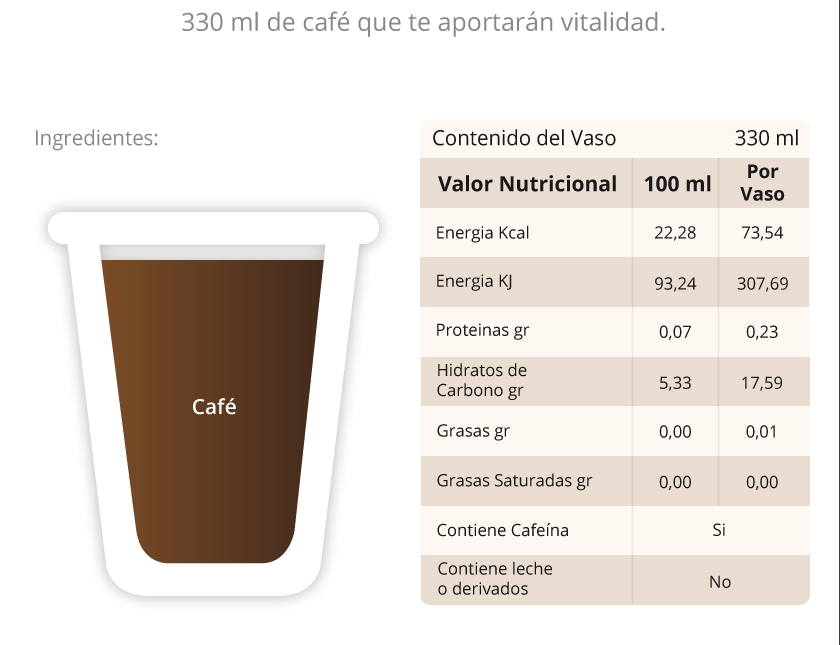 330 ml de café que te aportarán vitalidad.
Ingredientes:
Café
Contenido del Vaso 330 ml
Valor Nutricional 100 ml Por Vaso
Energia Kcal 22,28 73,54
Energia KJ 93,24 307,69
Proteinas gr 0,07 0,23
Hidratos de
Carbono gr 5,33 17,59
Grasas gr 0,00 0,01
Grasas Saturadas gr 0,00 0,00
Contiene Cafeína Si
Contiene leche
o derivados No